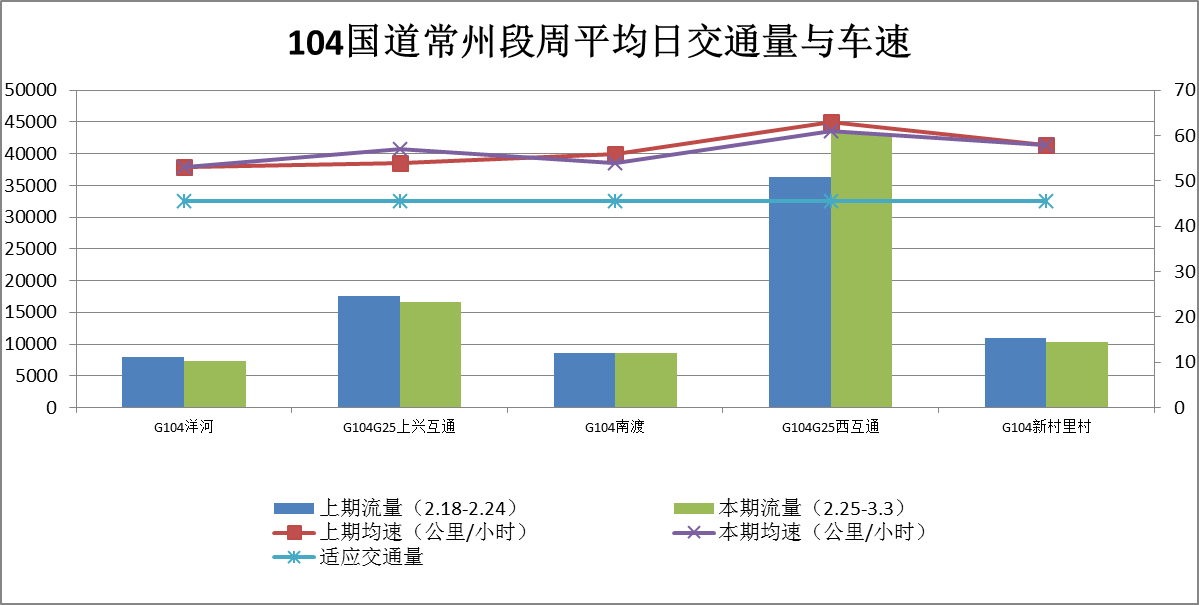 104国道常州段周平均日交通量与车速
50000
45000
40000
35000
30000
25000
20000
15000
10000
5000
0
70
60
50
40
30
20
10
0
G104洋河
G104G25上兴互通
G104南渡
G104G25西互通
G104新村里村
上期流量（2.18-2.24）
本期流量（2.25-3.3）
上期均速（公里/小时）
本期均速（公里/小时）
适应交通量